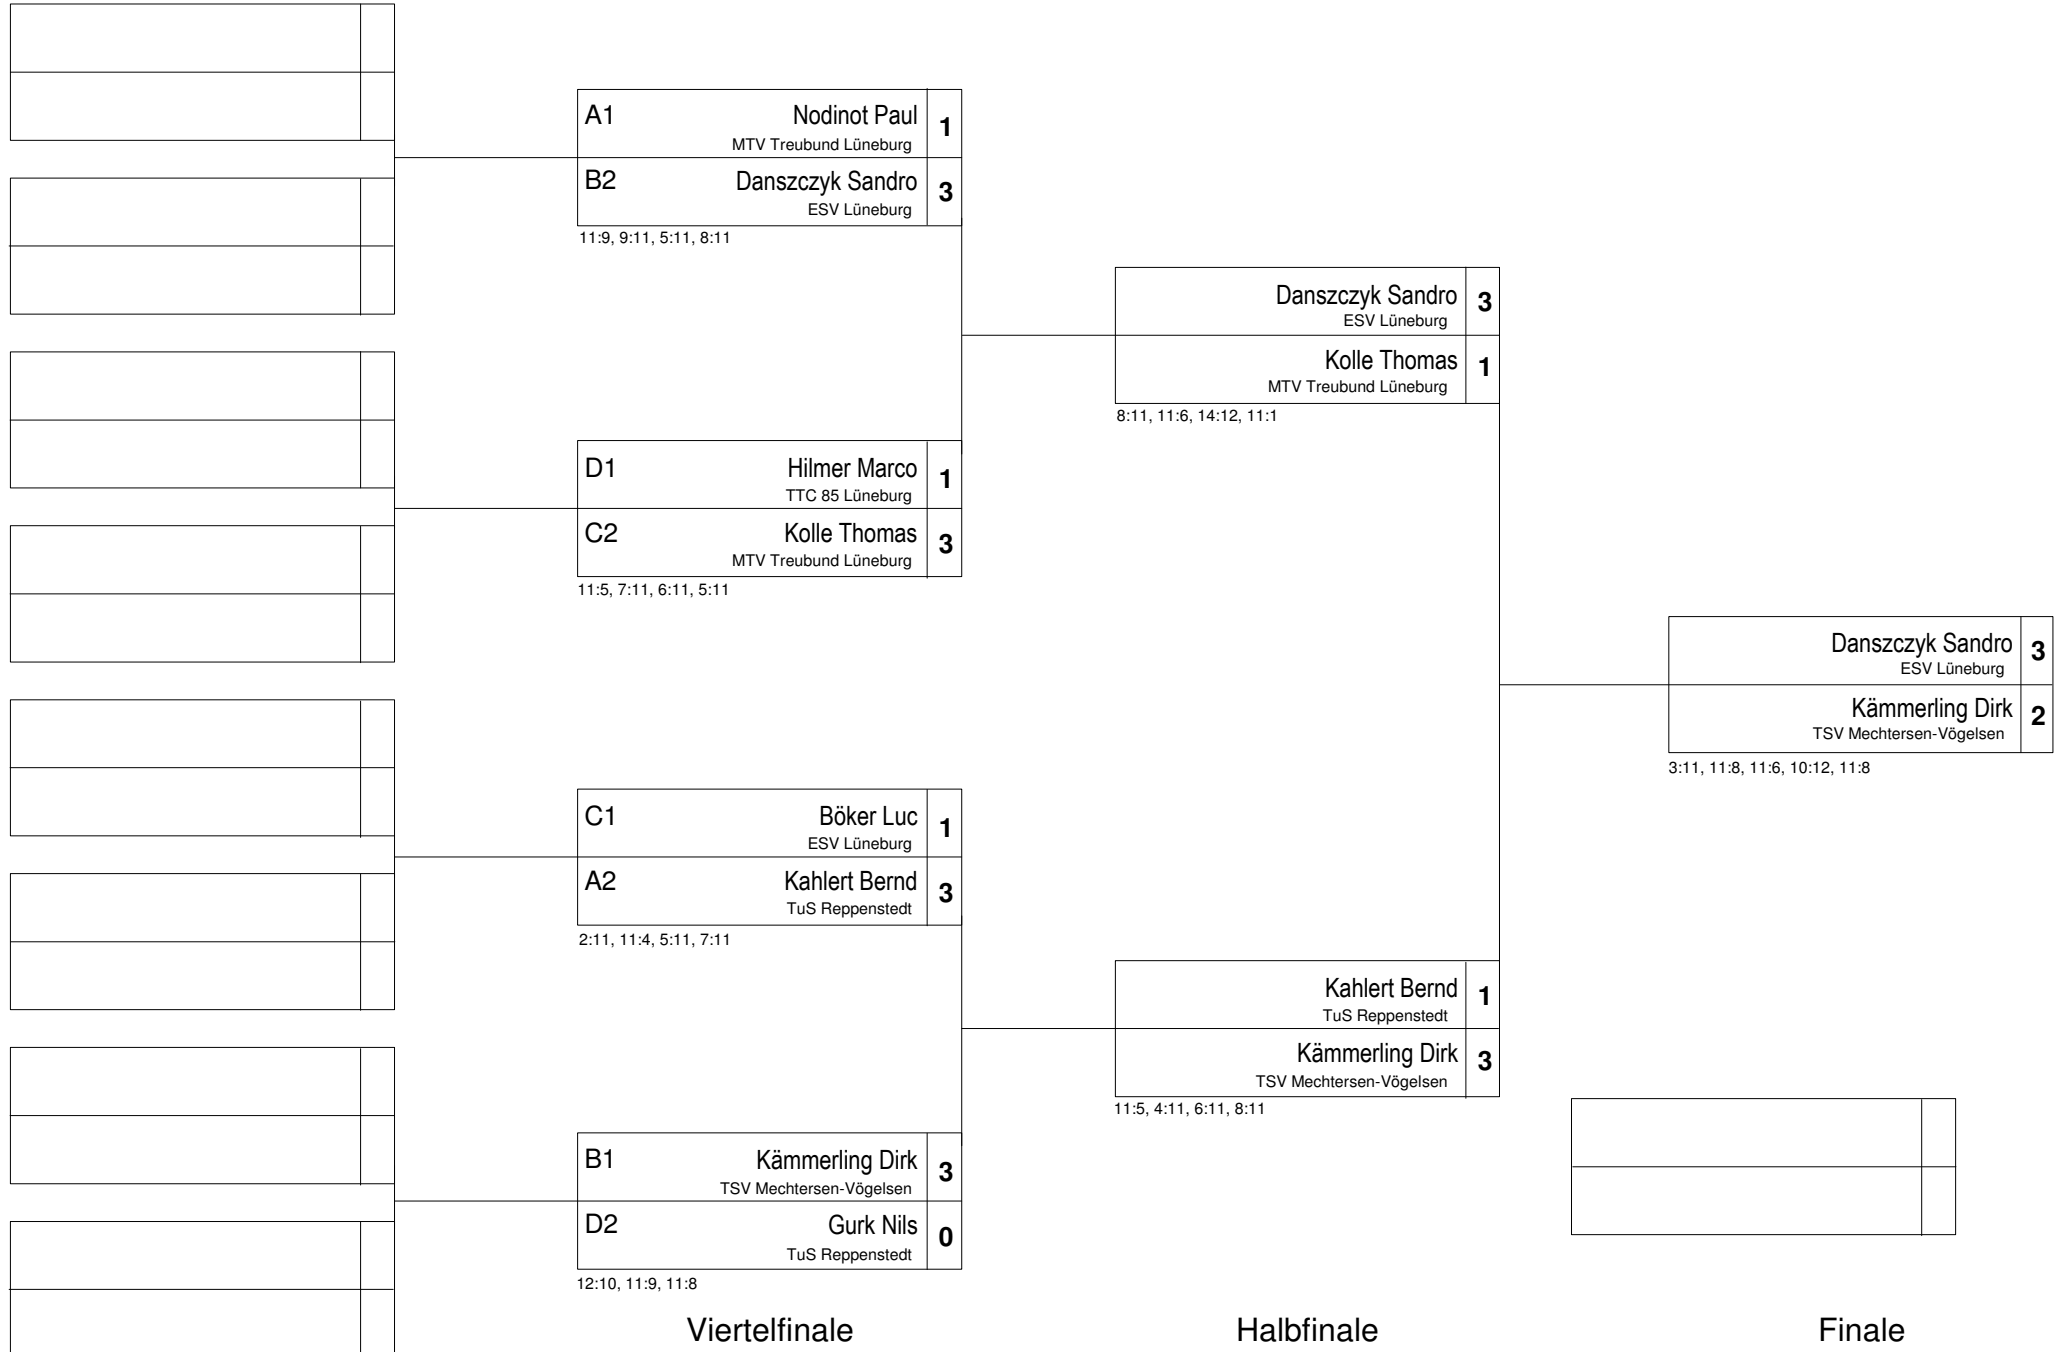 A1 Nodinot Paul 1
MTV Treubund Lüneburg
B2 Danszczyk Sandro 3
ESV Lüneburg
11:9, 9:11, 5:11, 8:11
D1 Hilmer Marco 1
TTC 85 Lüneburg
C2 Kolle Thomas 3
MTV Treubund Lüneburg
11:5, 7:11, 6:11, 5:11
C1 Böker Luc 1
ESV Lüneburg
A2 Kahlert Bernd 3
TuS Reppenstedt
2:11, 11:4, 5:11, 7:11
B1 Kämmerling Dirk 3
TSV Mechtersen-Vögelsen
D2 Gurk Nils 0
TuS Reppenstedt
12:10, 11:9, 11:8
Viertelfinale
Danszczyk Sandro 3
ESV Lüneburg
Kolle Thomas 1
MTV Treubund Lüneburg
8:11, 11:6, 14:12, 11:1
Kahlert Bernd 1
TuS Reppenstedt
Kämmerling Dirk 3
TSV Mechtersen-Vögelsen
11:5, 4:11, 6:11, 8:11
Halbfinale
Danszczyk Sandro 3
ESV Lüneburg
Kämmerling Dirk 2
TSV Mechtersen-Vögelsen
3:11, 11:8, 11:6, 10:12, 11:8
Finale